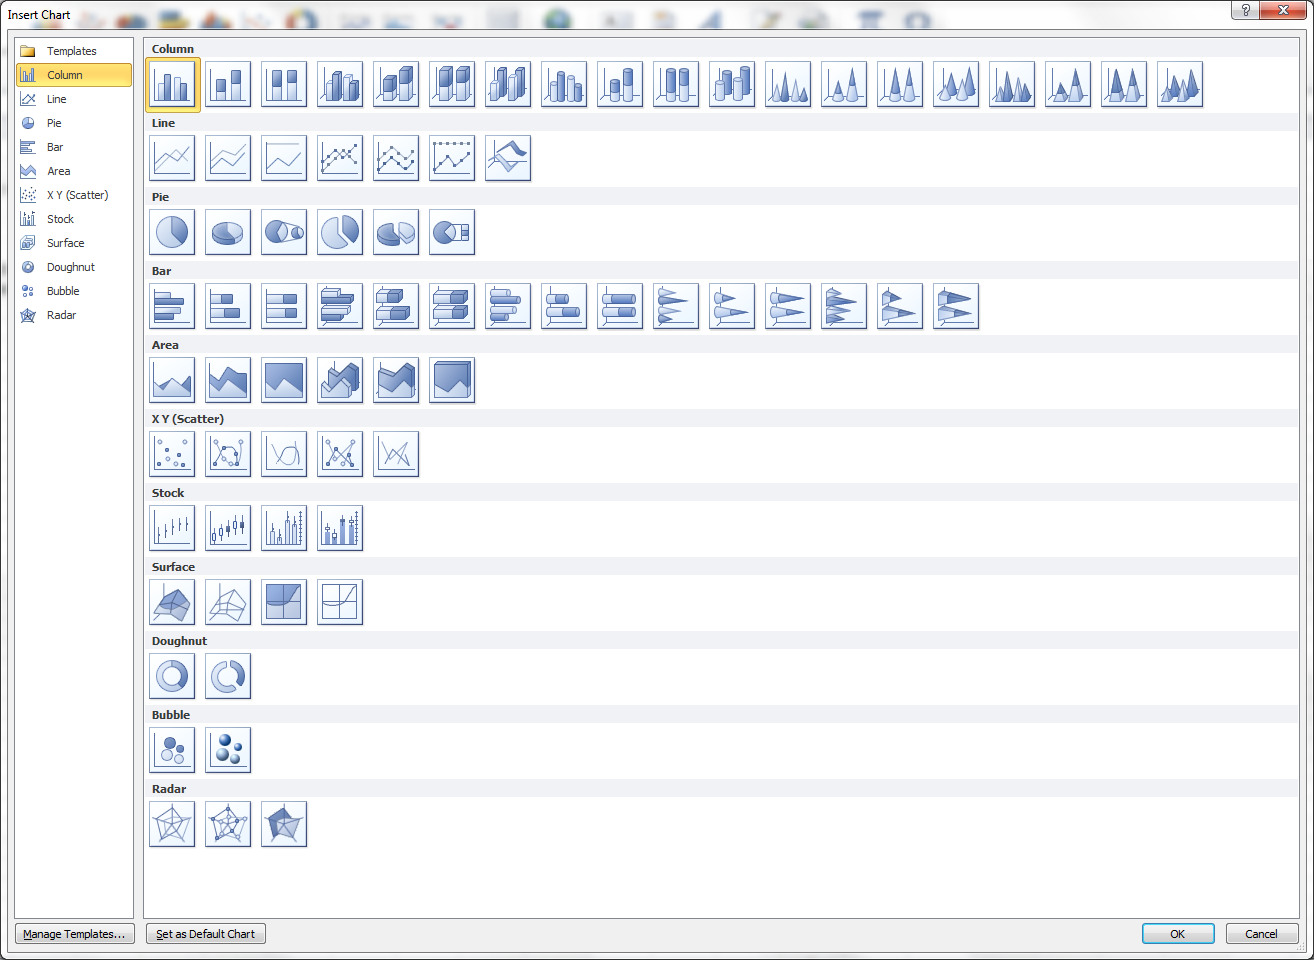 Insert Chart
Templates
Column
Line
Pie
Bar
Area
X Y (Scatter)
Stock
Surface
Doughnut
Bubble
Radar
Column
Line
Pie
Bar
Area
X Y (Scatter)
Stock
Surface
Doughnut
Bubble
Radar
Manage Templates...
Set as Default Chart
OK
Cancel